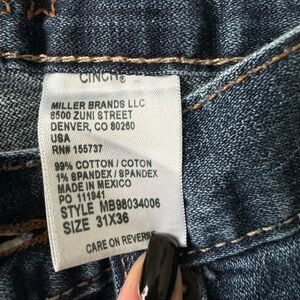 CINCH®
MILLER BRANDS LLC
8500 ZUNI STREET
DENVER, CO 80260
USA
RN# 155737
99% COTTON / COTON
1% SPANDEX / SPANDEX
MADE IN MEXICO
PO 111941
STYLE MB98034006
SIZE 31X36
CARE ON REVERSE